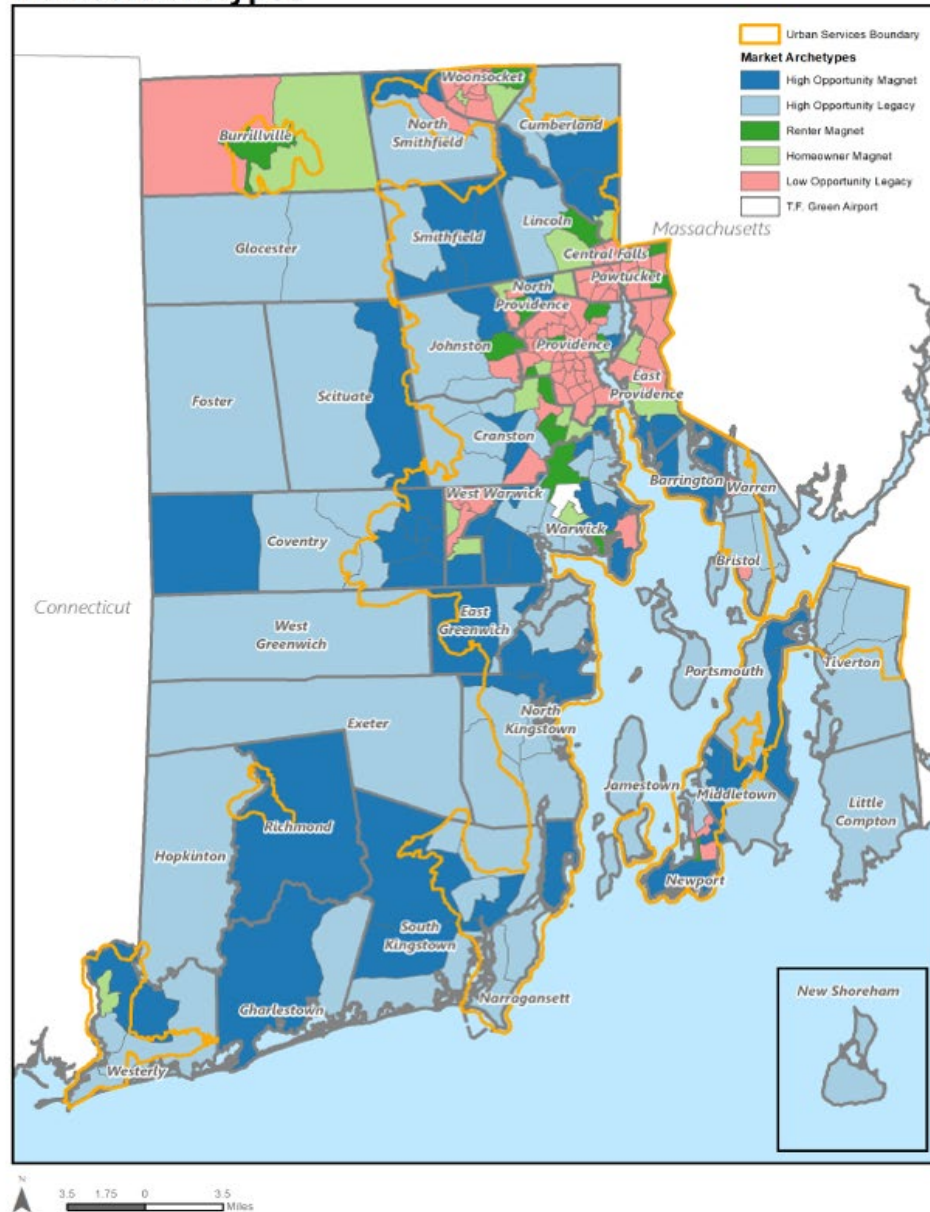 Urban Services Boundary
Market Archetypes
High Opportunity Magnet
High Opportunity Legacy
Renter Magnet
Homeowner Magnet
Low Opportunity Legacy
T.F. Green Airport
Woonsocket
Burrillville
North
Smithfield
Cumberland
Massachusetts
Glocester
Smithfield
Lincoln
Central Falls
Pawtucket
North
Providence
Johnston
Providence
Foster
Scituate
East
Providence
Cranston
Barrington
Warren
West Warwick
Coventry
Warwick
Bristol
Connecticut
West
Greenwich
East
Greenwich
Portsmouth
Tiverton
Exeter
North
Kingstown
Jamestown
Middletown
Little
Compton
Richmond
Hopkinton
Newport
South
Kingstown
Narragansett
Charlestown
New Shoreham
Westerly
N
3.5 1.75 0 3.5
Miles